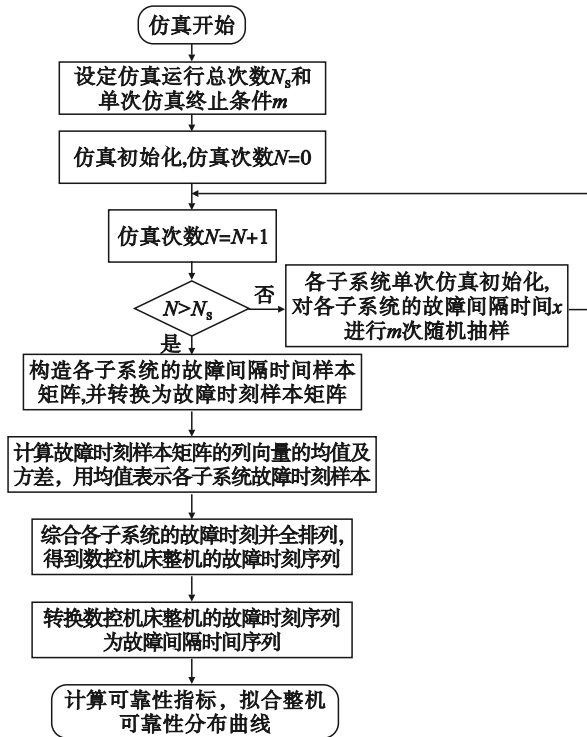 仿真开始
设定仿真运行总次数Ns和
单次仿真终止条件m
仿真初始化,仿真次数N=0
仿真次数N=N+1
N>Ns
否
各子系统单次仿真初始化,
对各子系统的故障间隔时间x
进行m次随机抽样
是
构造各子系统的故障间隔时间样本
矩阵,并转换为故障时刻样本矩阵
计算故障时刻样本矩阵的列向量的均值及
方差，用均值表示各子系统故障时刻样本
综合各子系统的故障时刻并全排列,
得到数控机床整机的故障时刻序列
转换数控机床整机的故障时刻序列
为故障间隔时间序列
计算可靠性指标，拟合整机
可靠性分布曲线